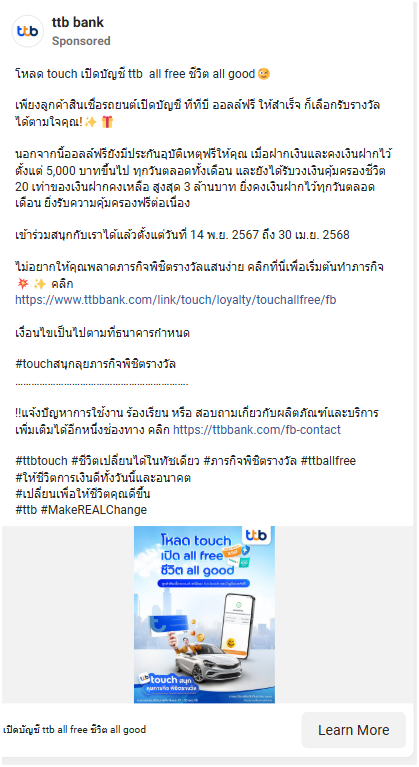 ttb bank
Sponsored
โหลด touch เปิดบัญชี ttb all free ชีวิต all good😉
เพียงลูกค้าสินเชื่อรถยนต์เปิดบัญชี ทีทีบี ออลล์ฟรี ให้สำเร็จ ก็เลือกรับรางวัล
ได้ตามใจคุณ!✨🎁
นอกจากนี้ออลล์ฟรียังมีประกันอุบัติเหตุฟรีให้คุณ เมื่อฝากเงินและคงเงินฝากไว้
ตั้งแต่ 5,000 บาทขึ้นไป ทุกวันตลอดทั้งเดือน และยังได้รับวงเงินคุ้มครองชีวิต
20 เท่าของเงินฝากคงเหลือ สูงสุด 3 ล้านบาท ยิ่งคงเงินฝากไว้ทุกวันตลอด
เดือน ยิ่งรับความคุ้มครองฟรีต่อเนื่อง
เข้าร่วมสนุกกับเราได้แล้วตั้งแต่วันที่ 14 พ.ย. 2567 ถึง 30 เม.ย. 2568
ไม่อยากให้คุณพลาดภารกิจพิชิตรางวัลแสนง่าย คลิกที่นี่เพื่อเริ่มต้นทำภารกิจ
💥 ✨ คลิก
https://www.ttbbank.com/link/touch/loyalty/touchallfree/fb
เงื่อนไขเป็นไปตามที่ธนาคารกำหนด
#touchสนุกลุยภารกิจพิชิตรางวัล
............................................................
!!แจ้งปัญหาการใช้งาน ร้องเรียน หรือ สอบถามเกี่ยวกับผลิตภัณฑ์และบริการ
เพิ่มเติมได้อีกหนึ่งช่องทาง คลิก https://ttbbank.com/fb-contact
#ttbtouch #ชีวิตเปลี่ยนได้ในทัชเดียว #ภารกิจพิชิตรางวัล #ttballfree
#ให้ชีวิตการเงินดีทั้งวันนี้และอนาคต
#เปลี่ยนเพื่อให้ชีวิตคุณดีขึ้น
#ttb #MakeREALChange
ttb
โหลด touch
เปิด all free
ชีวิต all good
ttb touch สนุก
ลุยภารกิจ พิชิตรางวัล
เปิดบัญชี ttb all free ชีวิต all good
Learn More